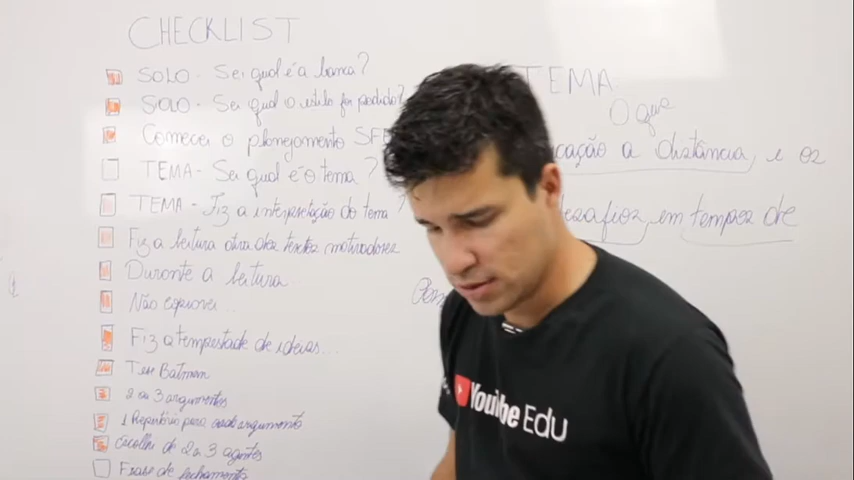 CHECKLIST
SOLO - Sei qual é a banca?
SOLO - Sei qual o estilo foi pedido?
Comecei o planejamento
TEMA - Sei qual é o tema?
TEMA - Fiz a interpretação do tema?
Fiz a leitura ativa dos textos motivadores
Durante a leitura
Não copiarei...
Fiz a tempestade de ideias...
Tese Batman
2 ou 3 argumentos
1 Repertório para cada argumento
Escolhi de 2 a 3 agentes
Frase de fechamento
TEMA
O que
cação a distância, e os
desafios em tempos de
YouTube Edu